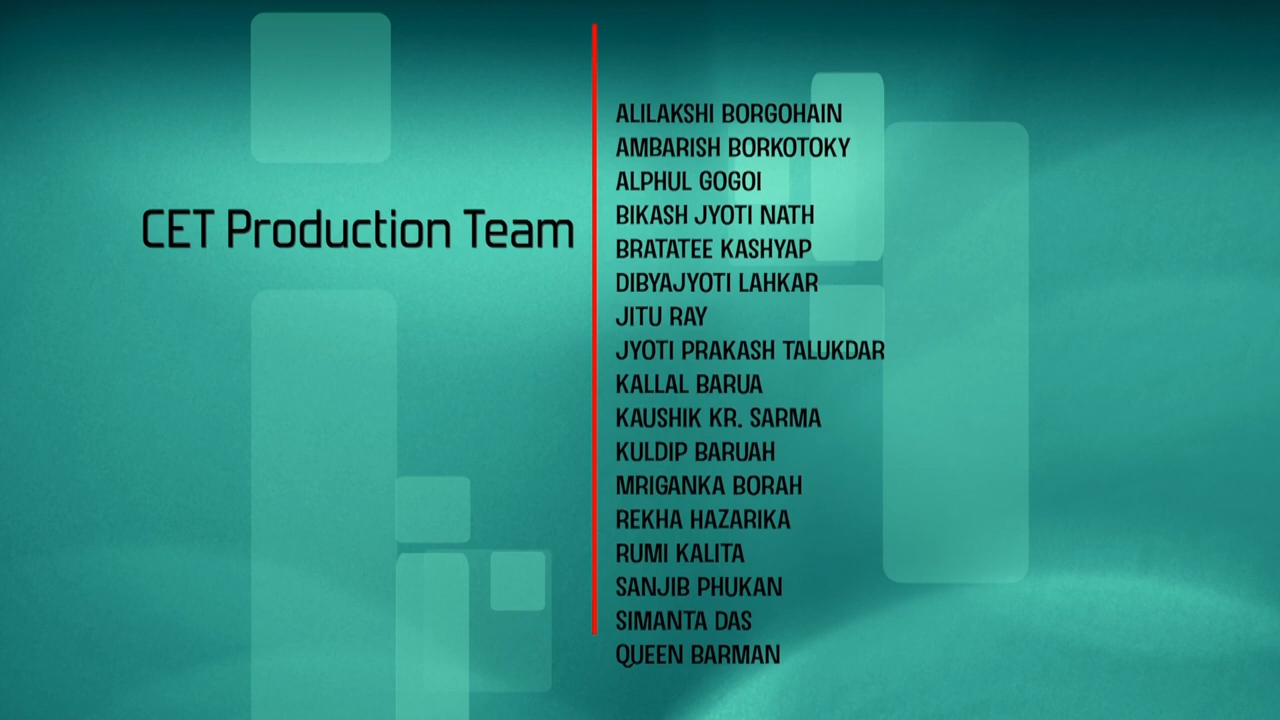 CET Production Team
ALILAKSHI BORGOHAIN
AMBARISH BORKOTOKY
ALPHUL GOGOI
BIKASH JYOTI NATH
BRATATEE KASHYAP
DIBYAJYOTI LAHKAR
JITU RAY
JYOTI PRAKASH TALUKDAR
KALLAL BARUA
KAUSHIK KR. SARMA
KULDIP BARUAH
MRIGANKA BORAH
REKHA HAZARIKA
RUMI KALITA
SANJIB PHUKAN
SIMANTA DAS
QUEEN BARMAN